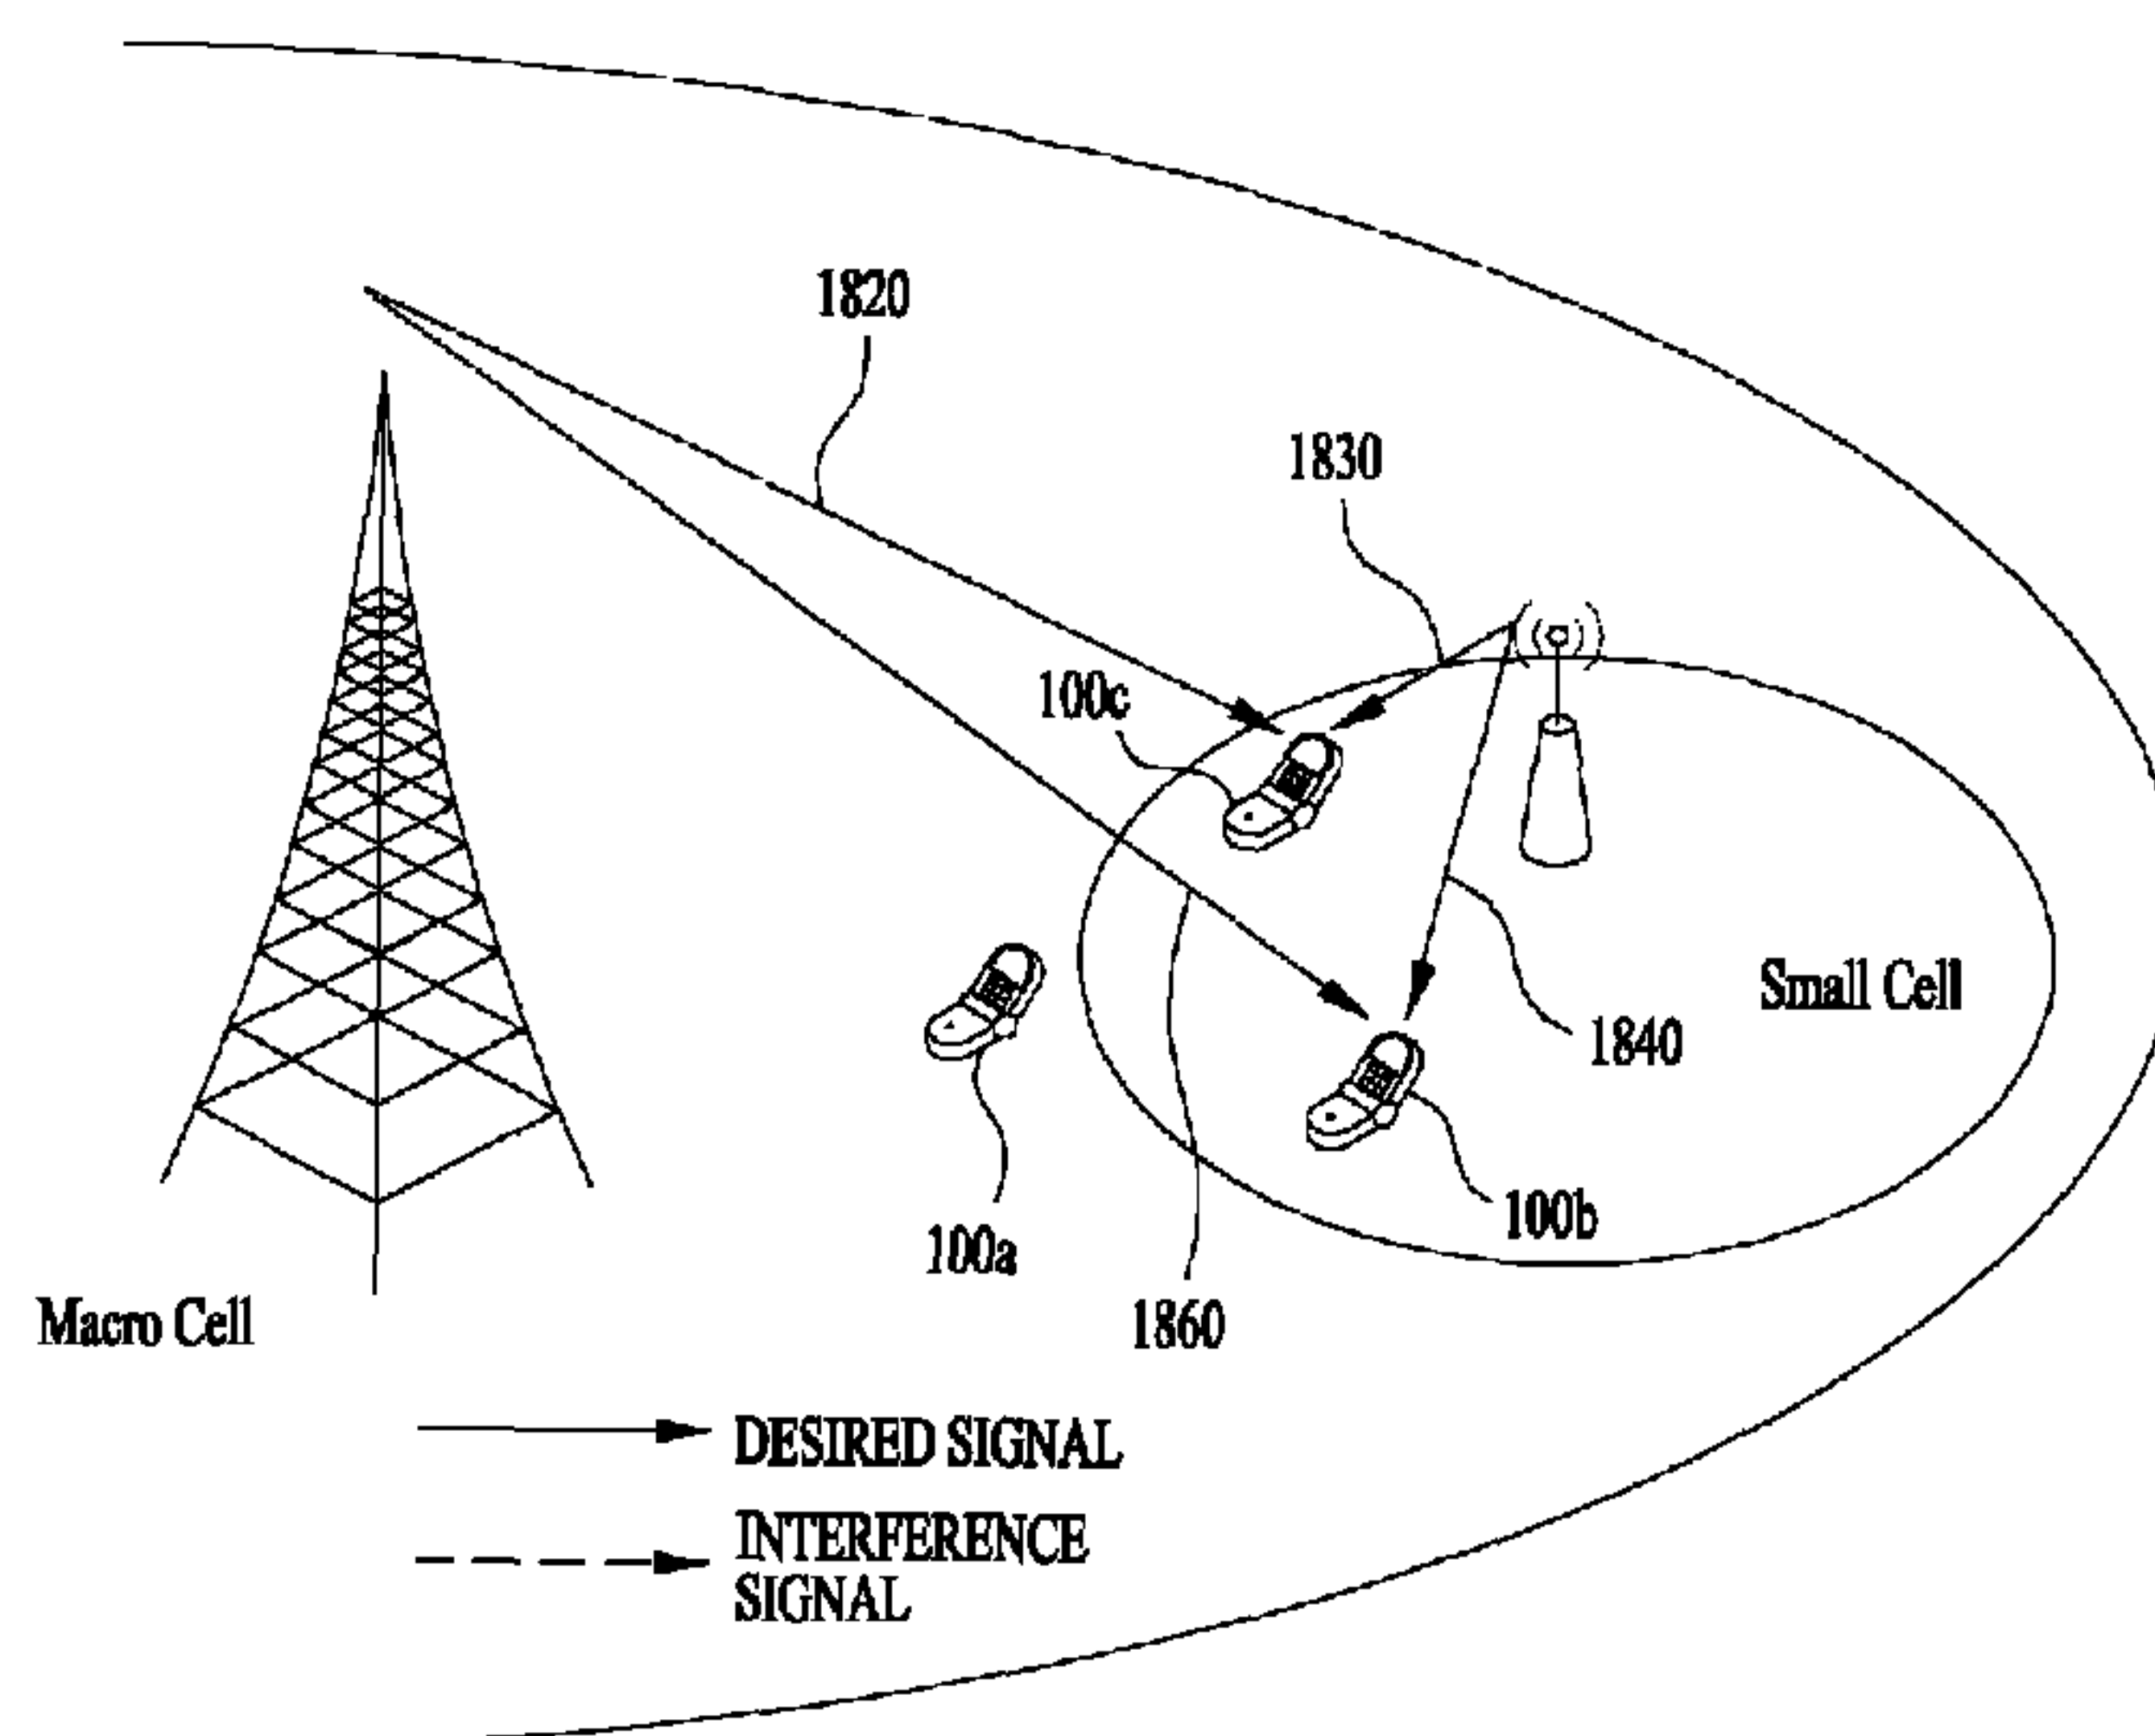 1820
1830
100c
Small Cell
1840
100b
100a
1860
Macro Cell
DESIRED SIGNAL
INTERFERENCE
SIGNAL